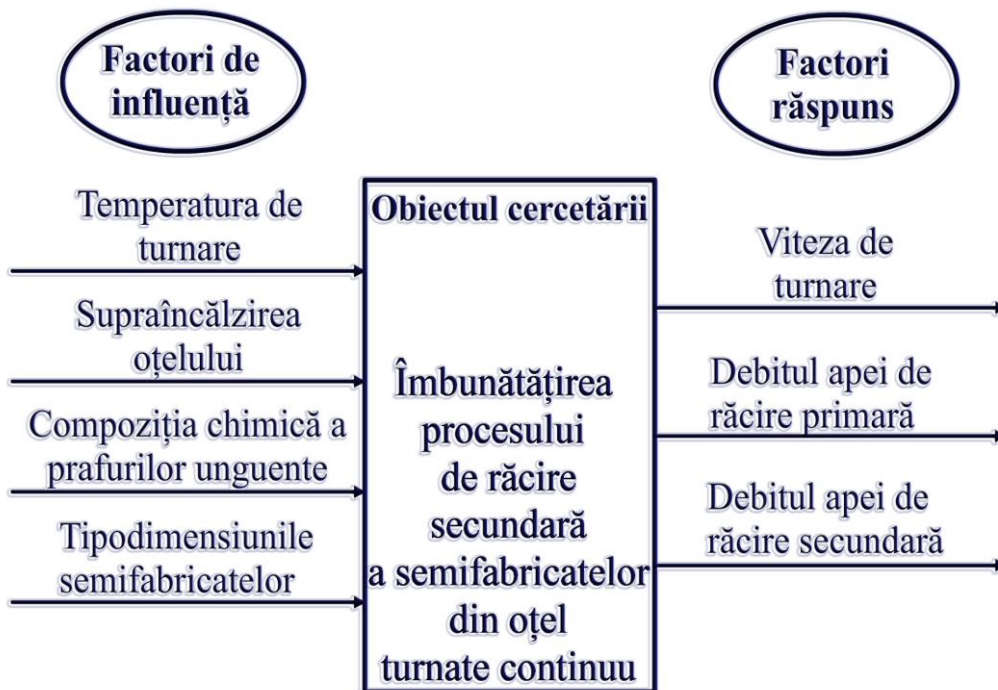 Factori de
influență
Factori
răspuns
Temperatura de
turnare
Supraîncălzirea
oțelului
Compoziția chimică a
prafurilor unguente
Tipodimensiunile
semifabricatelor
Obiectul cercetării
Îmbunătățirea
procesului
de răcire
secundară
a semifabricatelor
din oțel
turnate continuu
Viteza de
turnare
Debitul apei de
răcire primară
Debitul apei de
răcire secundară